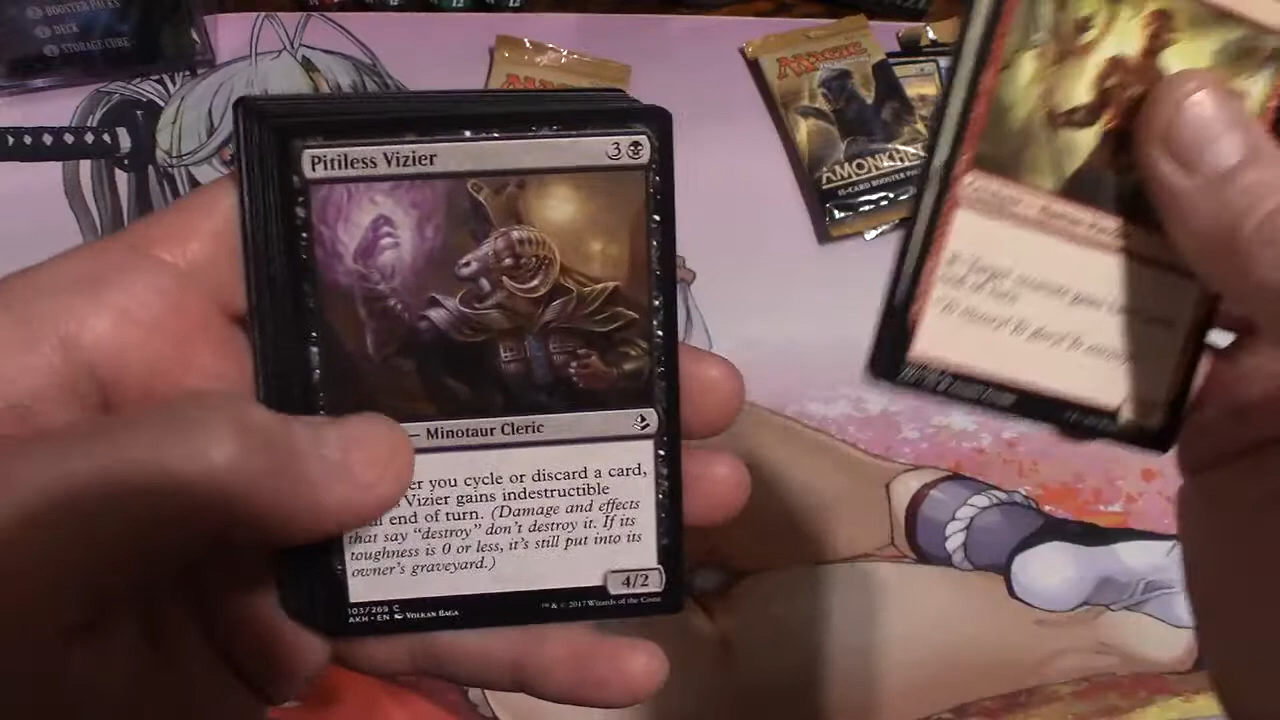 BOOSTER PACKS
DECK
STORAGE CUBE
MAGIC
AMONKHET
15-CARD BOOSTER PA
Pitiless Vizier 3
— Minotaur Cleric
er you cycle or discard a card,
Vizier gains indestructible
end of turn. (Damage and effects
that say “destroy” don’t destroy it. If its
toughness is 0 or less, it’s still put into its
owner’s graveyard.)
4/2
103/269 C
AKH • EN VOLKAN BAGA
™ & © 2017 Wizards of the Coast